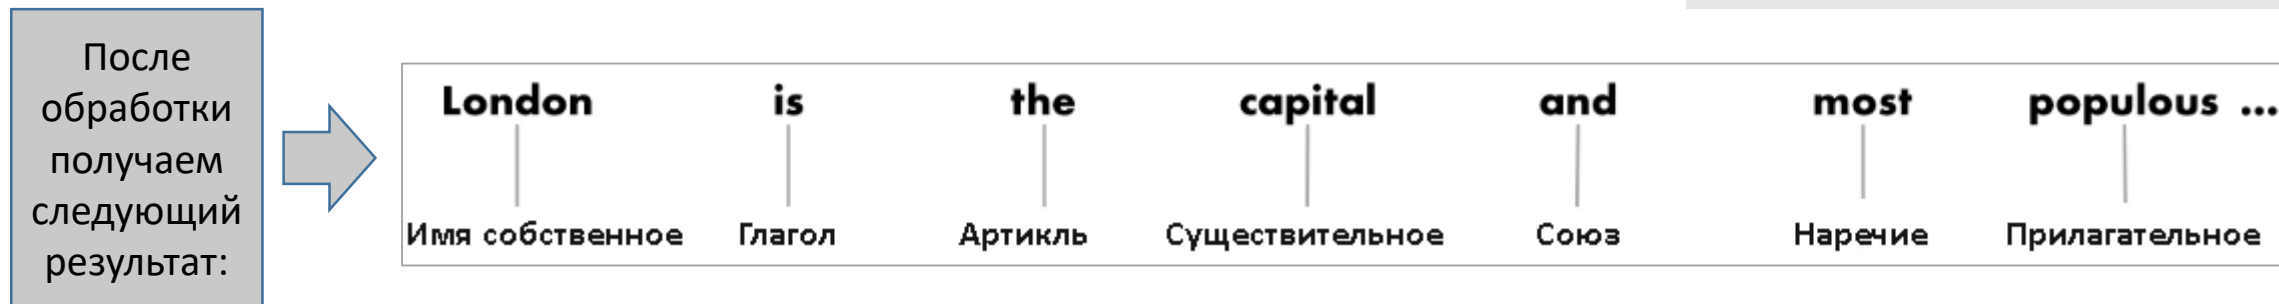 После
обработки
получаем
следующий
результат:
London is the capital and most populous ...
Имя собственное Глагол Артикль Существительное Союз Наречие Прилагательное